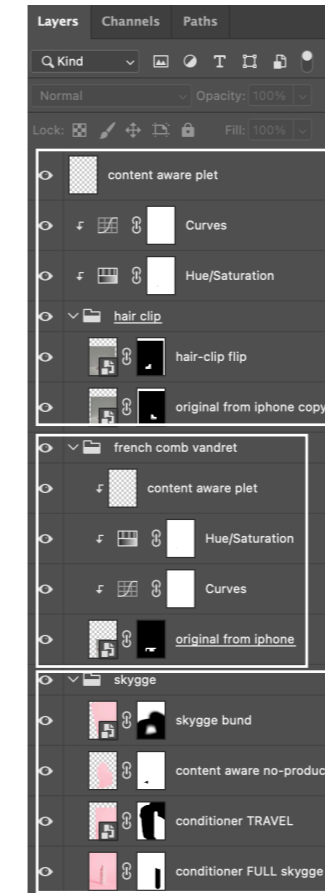 Layers Channels Paths
Kind
Normal Opacity: 100%
Lock: Fill: 100%
content aware plet
Curves
Hue/Saturation
hair clip
hair-clip flip
original from iphone copy
french comb vandret
content aware plet
Hue/Saturation
Curves
original from iphone
skygge
skygge bund
content aware no-produc
conditioner TRAVEL
conditioner FULL skygge